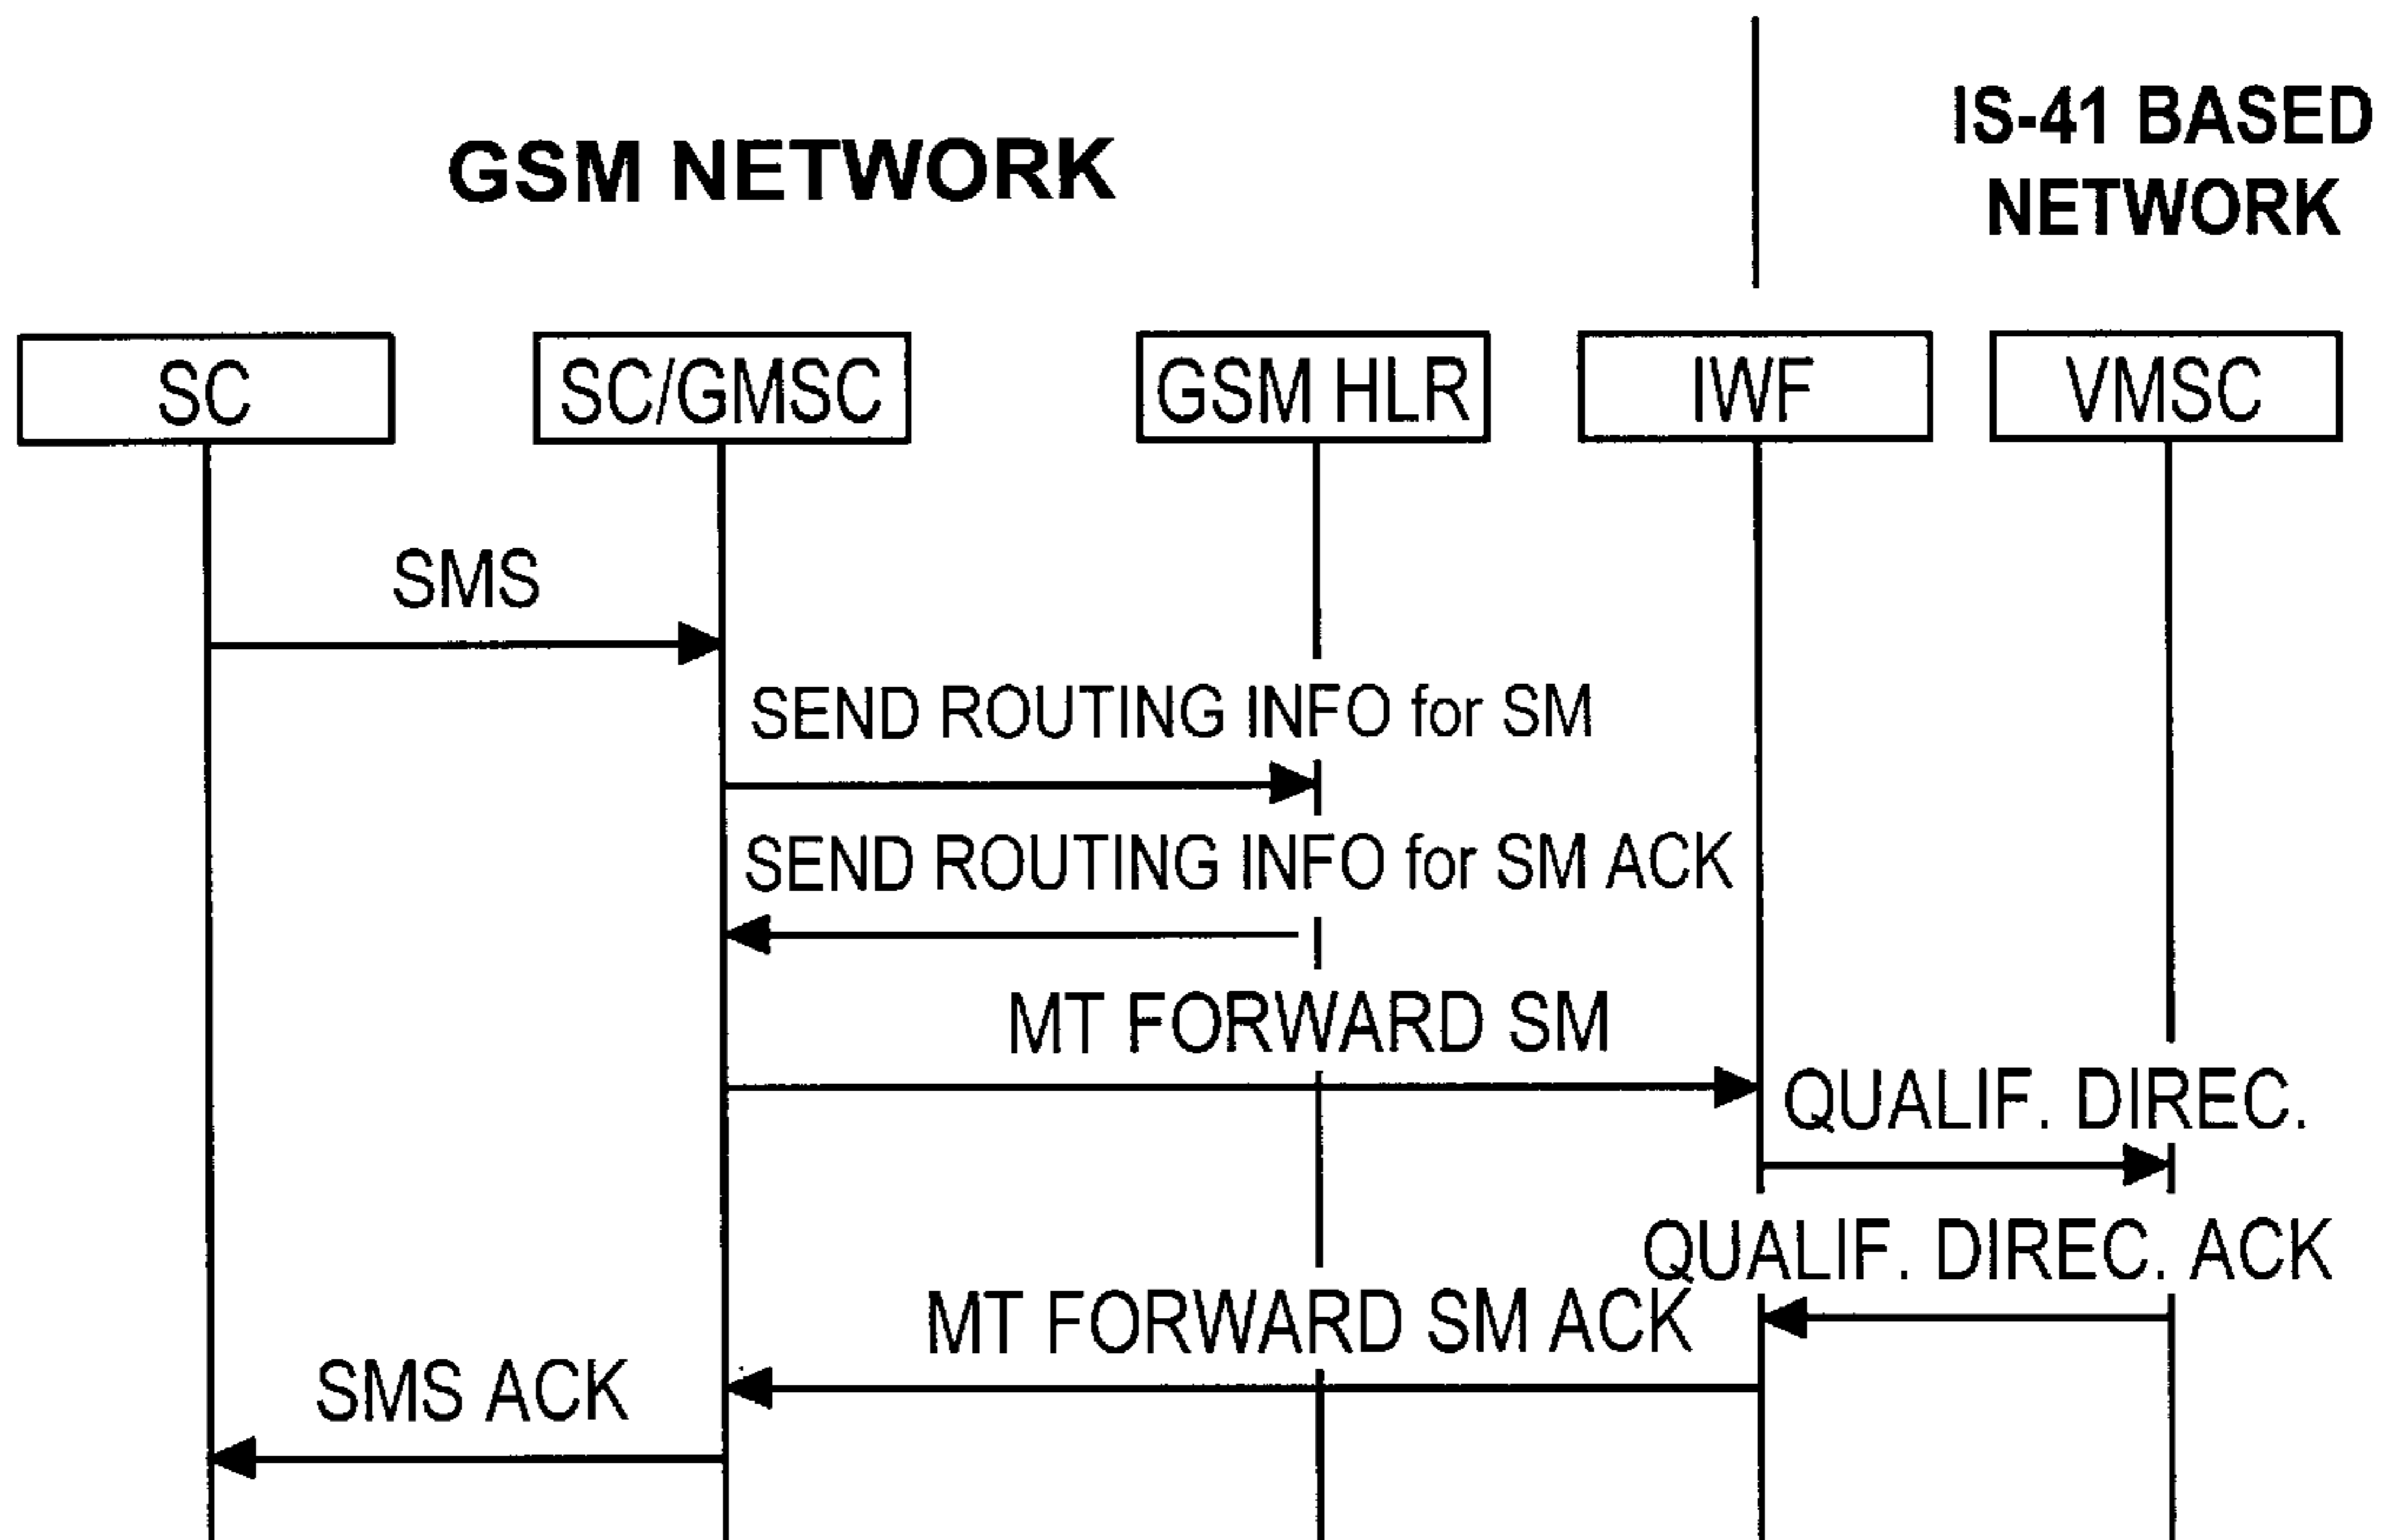 GSM NETWORK
IS-41 BASED
NETWORK
SC
SC/GMSC
GSM HLR
IWF
VMSC
SMS
SEND ROUTING INFO for SM
SEND ROUTING INFO for SM ACK
MT FORWARD SM
QUALIF. DIREC.
QUALIF. DIREC. ACK
MT FORWARD SM ACK
SMS ACK